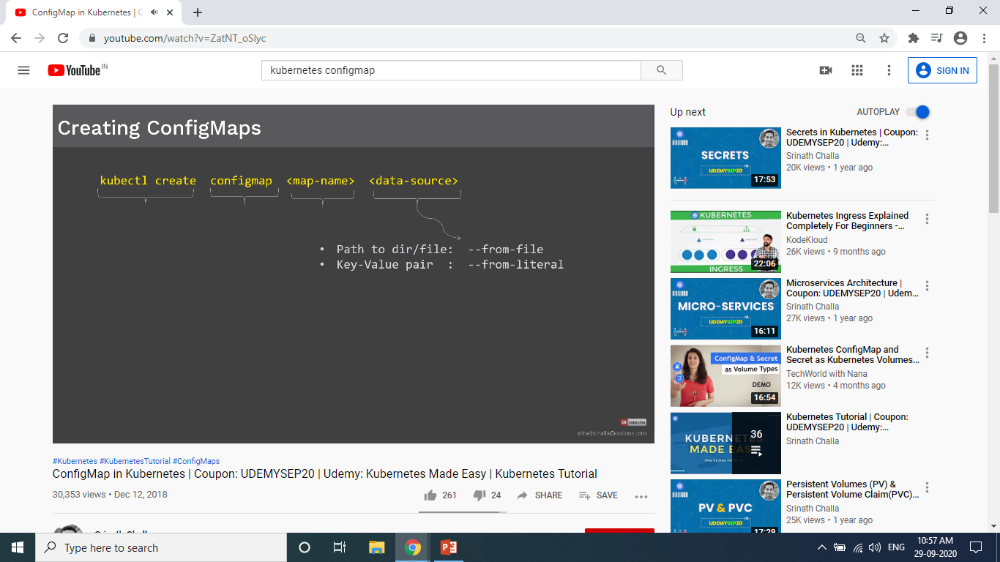 ConfigMap in Kubernetes | C
youtube.com/watch?v=ZatNT_oSlyc
YouTube IN
kubernetes configmap
SIGN IN
Creating ConfigMaps
kubectl create configmap <map-name> <data-source>
• Path to dir/file: --from-file
• Key-Value pair : --from-literal
Subscribe
srinathchalla@outlook.com
#Kubernetes #KubernetesTutorial #ConfigMaps
ConfigMap in Kubernetes | Coupon: UDEMYSEP20 | Udemy: Kubernetes Made Easy | Kubernetes Tutorial
30,353 views • Dec 12, 2018
261
24
SHARE
SAVE
Up next
AUTOPLAY
SECRETS
UDEMYSEP20
17:53
Secrets in Kubernetes | Coupon:
UDEMYSEP20 | Udemy:...
Srinath Challa
20K views • 1 year ago
KUBERNETES
INGRESS
22:06
Kubernetes Ingress Explained
Completely For Beginners -...
KodeKloud
26K views • 9 months ago
MICRO-SERVICES
UDEMYSEP20
16:11
Microservices Architecture |
Coupon: UDEMYSEP20 | Udem...
Srinath Challa
27K views • 1 year ago
ConfigMap & Secret
as Volume Types
DEMO
16:54
Kubernetes ConfigMap and
Secret as Kubernetes Volumes...
TechWorld with Nana
12K views • 4 months ago
KUBERNETES
MADE EASY
Step by Step
36
Kubernetes Tutorial | Coupon:
UDEMYSEP20 | Udemy:...
Srinath Challa
PV & PVC
UDEMYSEP20
17:29
Persistent Volumes (PV) &
Persistent Volume Claim(PVC)...
Srinath Challa
25K views • 1 year ago
Type here to search
ENG
10:57 AM
29-09-2020